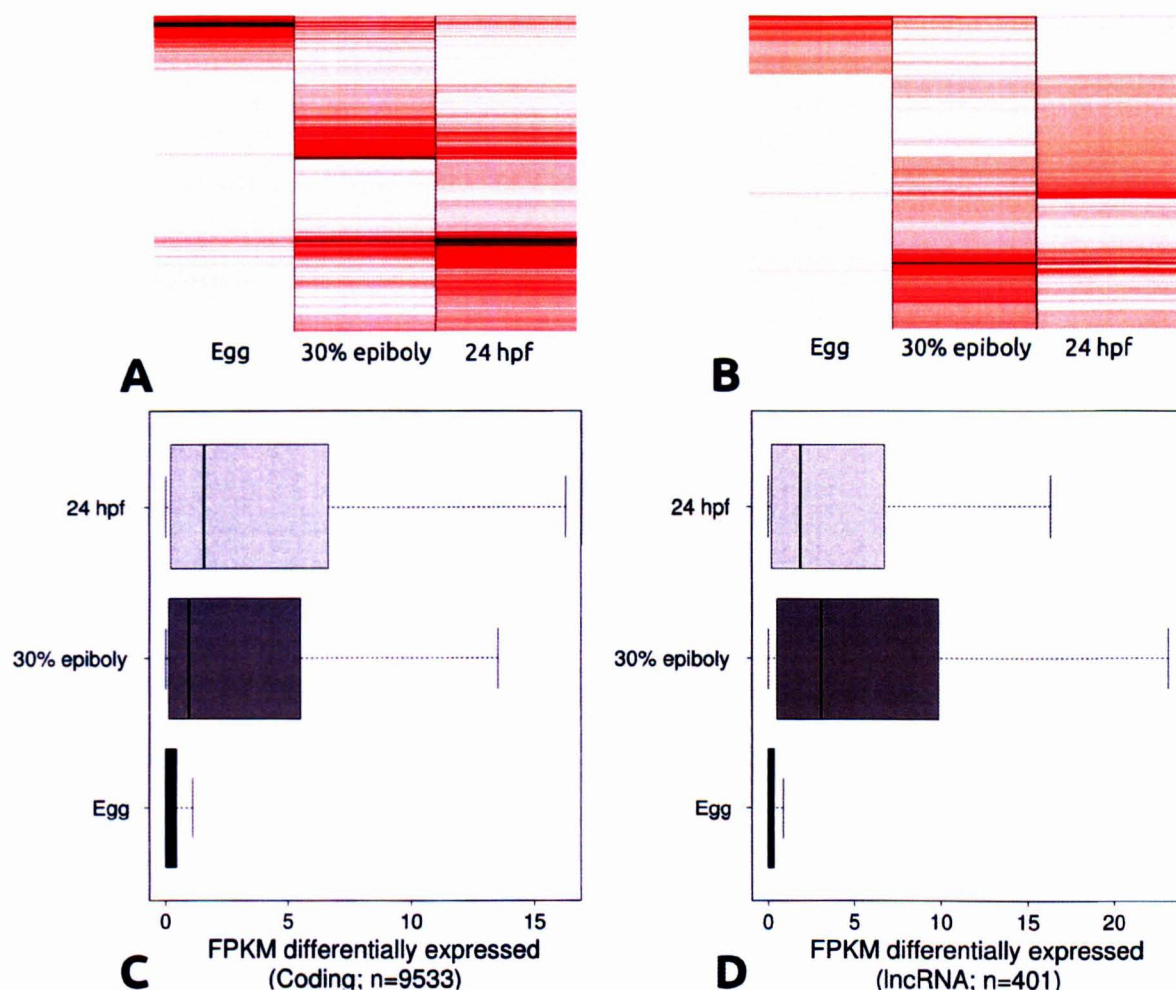 Egg 30% epiboly 24 hpf
A
Egg 30% epiboly 24 hpf
B
24 hpf
30% epiboly
Egg
0 5 10 15
FPKM differentially expressed
(Coding; n=9533)
C
24 hpf
30% epiboly
Egg
0 5 10 15 20
FPKM differentially expressed
(lncRNA; n=401)
D